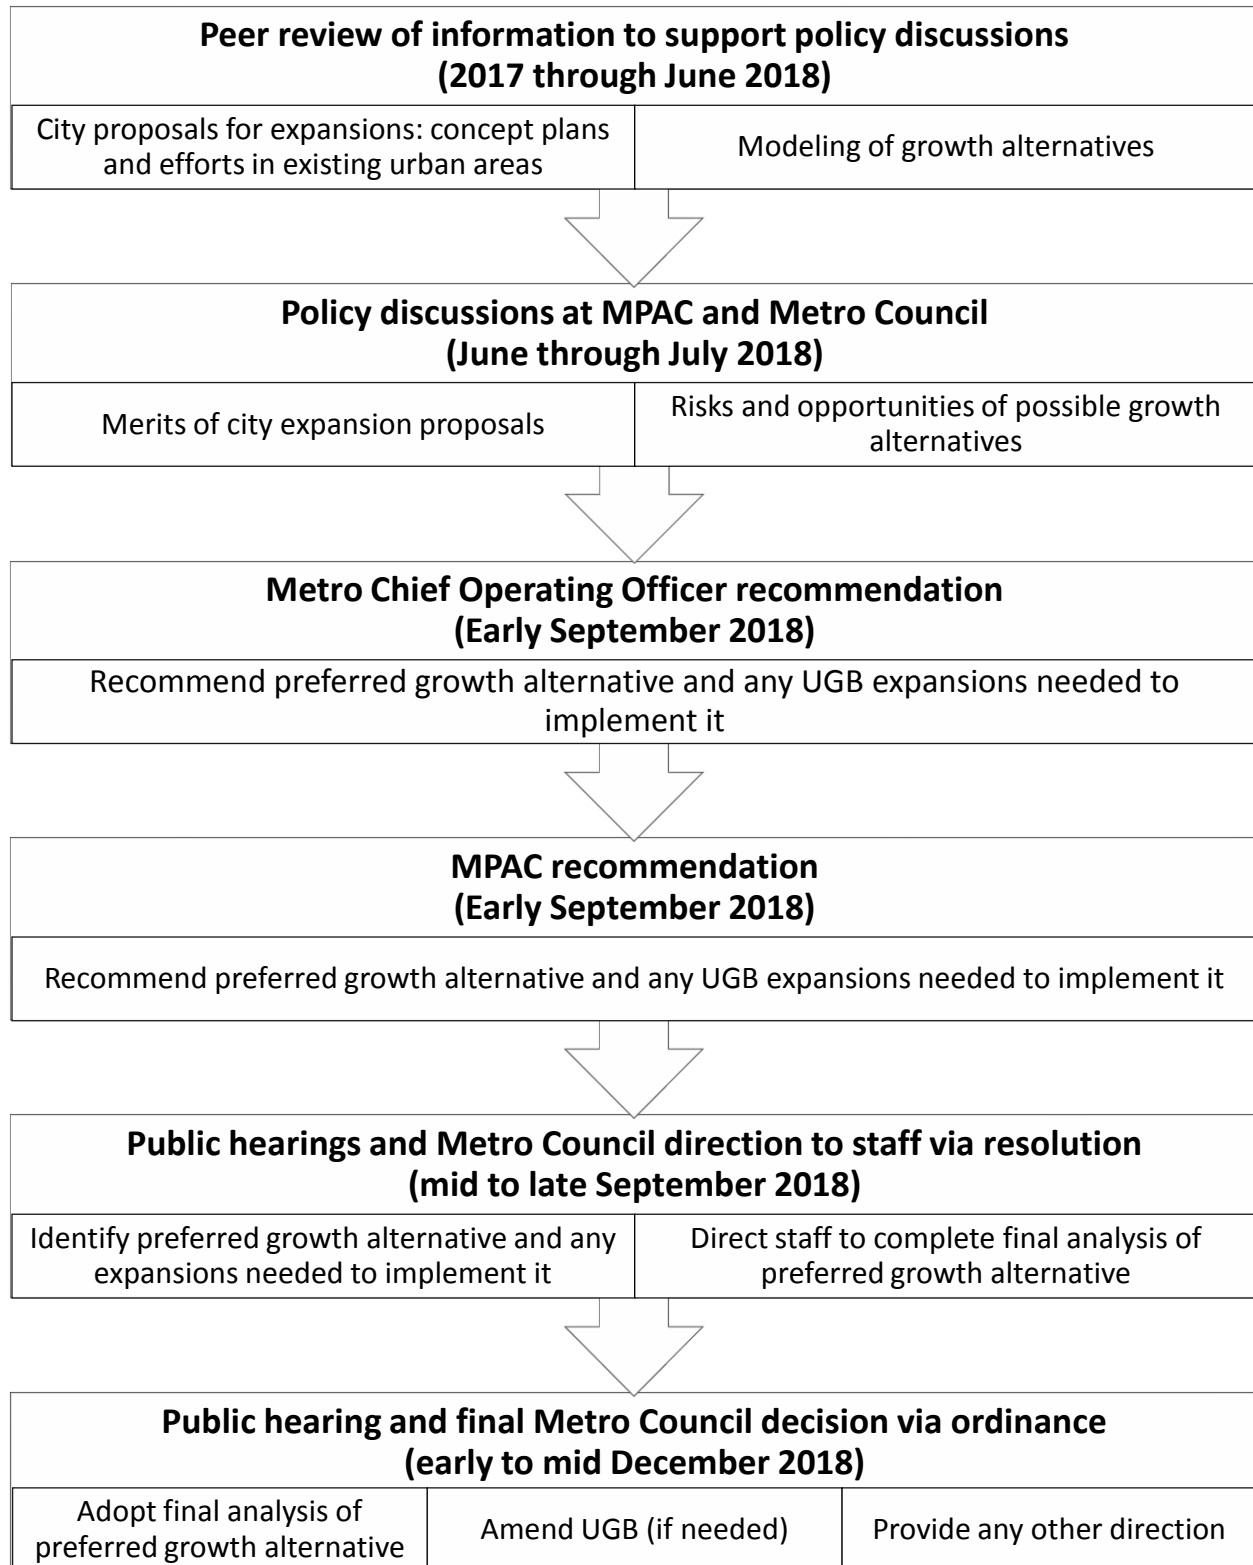 Peer review of information to support policy discussions
(2017 through June 2018)
City proposals for expansions: concept plans
and efforts in existing urban areas
Modeling of growth alternatives
Policy discussions at MPAC and Metro Council
(June through July 2018)
Merits of city expansion proposals
Risks and opportunities of possible growth
alternatives
Metro Chief Operating Officer recommendation
(Early September 2018)
Recommend preferred growth alternative and any UGB expansions needed to
implement it
MPAC recommendation
(Early September 2018)
Recommend preferred growth alternative and any UGB expansions needed to implement it
Public hearings and Metro Council direction to staff via resolution
(mid to late September 2018)
Identify preferred growth alternative and any
expansions needed to implement it
Direct staff to complete final analysis of
preferred growth alternative
Public hearing and final Metro Council decision via ordinance
(early to mid December 2018)
Adopt final analysis of
preferred growth alternative
Amend UGB (if needed)
Provide any other direction